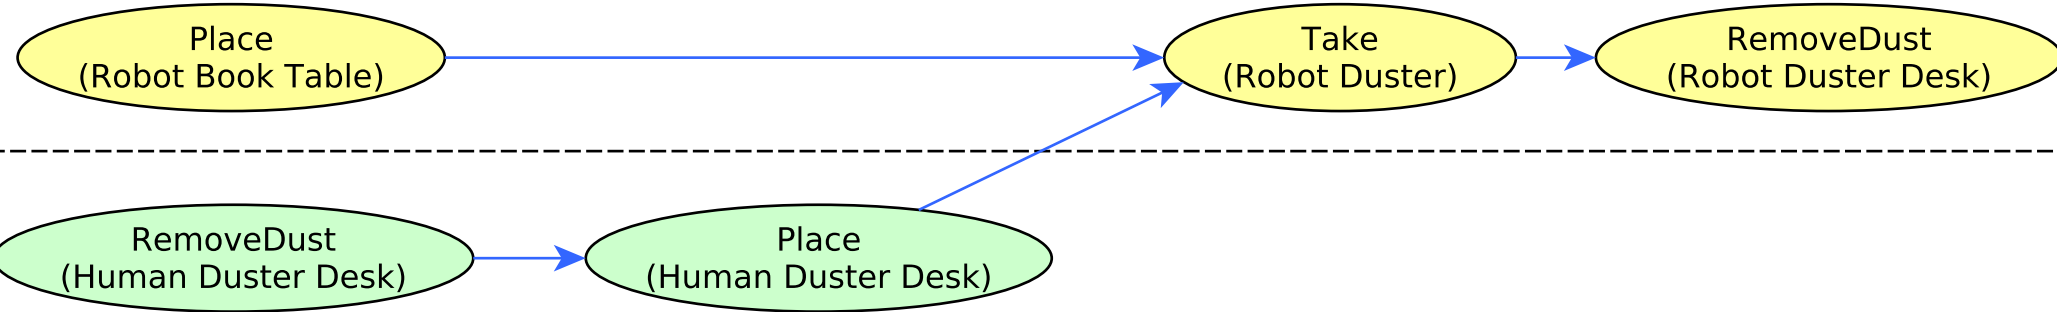 Place
(Robot Book Table)
Take
(Robot Duster)
RemoveDust
(Robot Duster Desk)
RemoveDust
(Human Duster Desk)
Place
(Human Duster Desk)